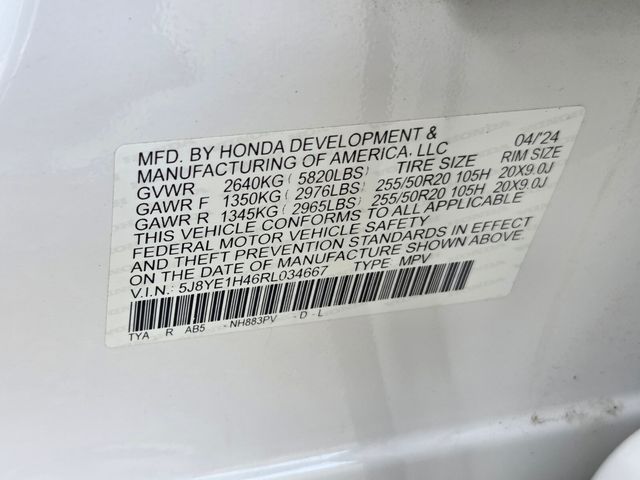 MFD. BY HONDA DEVELOPMENT & 04/'24
MANUFACTURING OF AMERICA, LLC
GVWR 2640KG ( 5820LBS) TIRE SIZE RIM SIZE
GAWR F 1350KG ( 2976LBS) 255/50R20 105H 20X9.0J
GAWR R 1345KG ( 2965LBS) 255/50R20 105H 20X9.0J
THIS VEHICLE CONFORMS TO ALL APPLICABLE
FEDERAL MOTOR VEHICLE SAFETY
AND THEFT PREVENTION STANDARDS IN EFFECT
ON THE DATE OF MANUFACTURE SHOWN ABOVE.
V.I.N.: 5J8YE1H46RL034667 TYPE MPV
TYA R AB5 - NH883PV - D - L